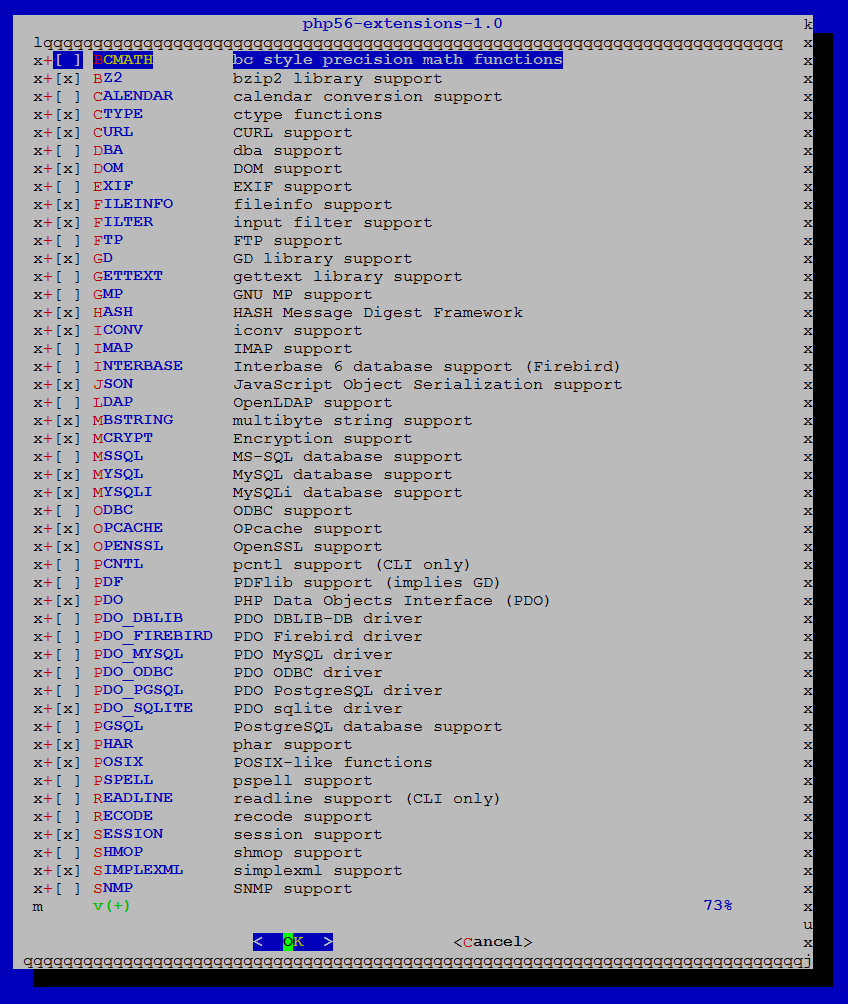 php56-extensions-1.0 k
lqqqqqqqqqqqqqqqqqqqqqqqqqqqqqqqqqqqqqqqqqqqqqqqqqqqqqqqqqqqqqqqqqqqqqqqqqq x
x+[ ] BCMATH bc style precision math functions x
x+[x] BZ2 bzip2 library support x
x+[ ] CALENDAR calendar conversion support x
x+[x] CTYPE ctype functions x
x+[x] CURL CURL support x
x+[ ] DBA dba support x
x+[x] DOM DOM support x
x+[ ] EXIF EXIF support x
x+[x] FILEINFO fileinfo support x
x+[x] FILTER input filter support x
x+[ ] FTP FTP support x
x+[x] GD GD library support x
x+[ ] GETTEXT gettext library support x
x+[ ] GMP GNU MP support x
x+[x] HASH HASH Message Digest Framework x
x+[x] ICONV iconv support x
x+[ ] IMAP IMAP support x
x+[ ] INTERBASE Interbase 6 database support (Firebird) x
x+[x] JSON JavaScript Object Serialization support x
x+[ ] LDAP OpenLDAP support x
x+[x] MBSTRING multibyte string support x
x+[x] MCRYPT Encryption support x
x+[ ] MSSQL MS-SQL database support x
x+[x] MYSQL MySQL database support x
x+[x] MYSQLI MySQLi database support x
x+[ ] ODBC ODBC support x
x+[x] OPCACHE OPcache support x
x+[x] OPENSSL OpenSSL support x
x+[ ] PCNTL pcntl support (CLI only) x
x+[ ] PDF PDFlib support (implies GD) x
x+[x] PDO PHP Data Objects Interface (PDO) x
x+[ ] PDO_DBLIB PDO DBLIB-DB driver x
x+[ ] PDO_FIREBIRD PDO Firebird driver x
x+[ ] PDO_MYSQL PDO MySQL driver x
x+[ ] PDO_ODBC PDO ODBC driver x
x+[ ] PDO_PGSQL PDO PostgreSQL driver x
x+[x] PDO_SQLITE PDO sqlite driver x
x+[ ] PGSQL PostgreSQL database support x
x+[x] PHAR phar support x
x+[x] POSIX POSIX-like functions x
x+[ ] PSPELL pspell support x
x+[ ] READLINE readline support (CLI only) x
x+[ ] RECODE recode support x
x+[x] SESSION session support x
x+[ ] SHMOP shmop support x
x+[x] SIMPLEXML simplexml support x
x+[ ] SNMP SNMP support x
m v(+) 73% x
u
< OK > <Cancel> x
qqqqqqqqqqqqqqqqqqqqqqqqqqqqqqqqqqqqqqqqqqqqqqqqqqqqqqqqqqqqqqqqqqqqqqqqqqqqqqj